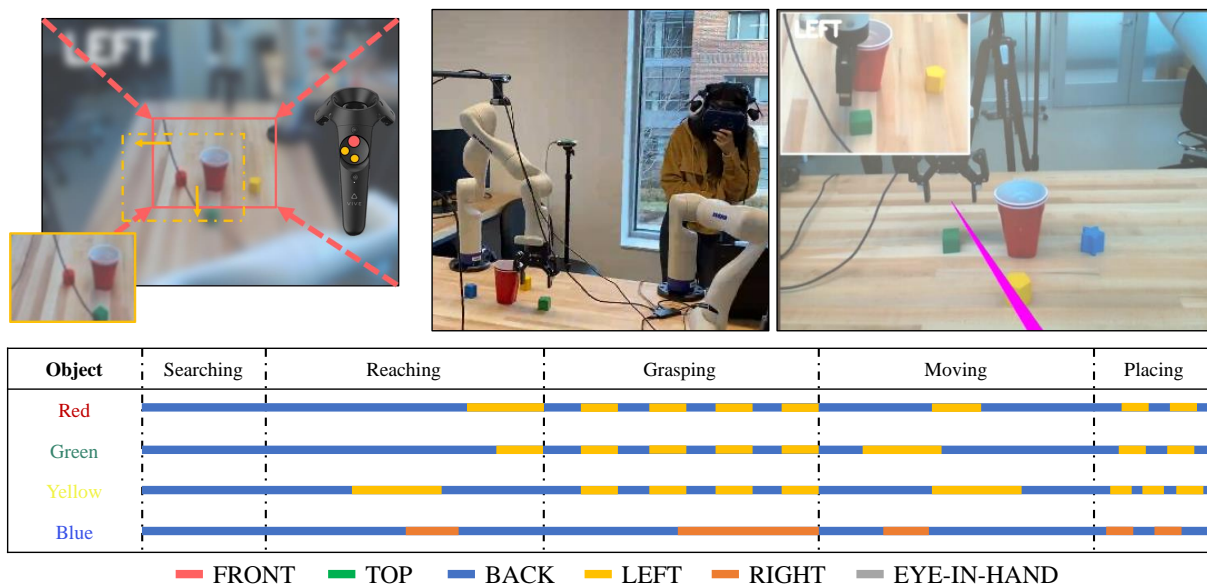 LEFT
LEFT
Object Searching Reaching Grasping Moving Placing
Red
Green
Yellow
Blue
FRONT TOP BACK LEFT RIGHT EYE-IN-HAND